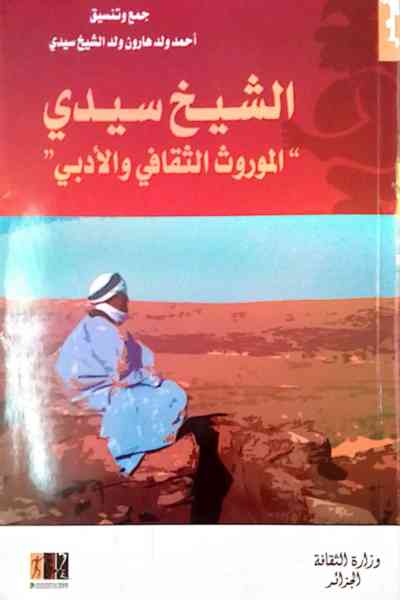 جمع وتنسيق
أحمد ولد هارون ولد الشيخ سيدي
الشيخ سيدي
"الموروث الثقافي والأدبي"
وزارة الثقافة
الجزائر